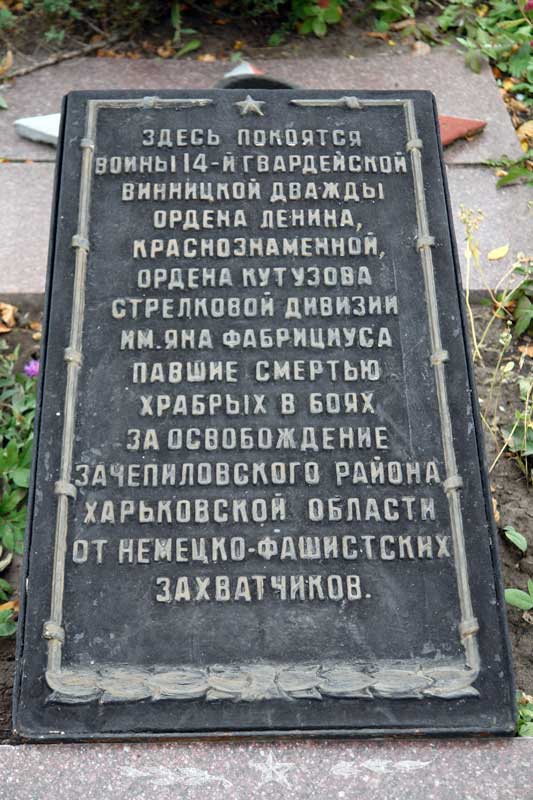 ЗДЕСЬ ПОКОЯТСЯ
ВОИНЫ 14-Й ГВАРДЕЙСКОЙ
ВИННИЦКОЙ ДВАЖДЫ
ОРДЕНА ЛЕНИНА,
КРАСНОЗНАМЕННОЙ,
ОРДЕНА КУТУЗОВА
СТРЕЛКОВОЙ ДИВИЗИИ
ИМ. ЯНА ФАБРИЦИУСА
ПАВШИЕ СМЕРТЬЮ
ХРАБРЫХ В БОЯХ
ЗА ОСВОБОЖДЕНИЕ
ЗАЧЕПИЛОВСКОГО РАЙОНА
ХАРЬКОВСКОЙ ОБЛАСТИ
ОТ НЕМЕЦКО-ФАШИСТСКИХ
ЗАХВАТЧИКОВ.